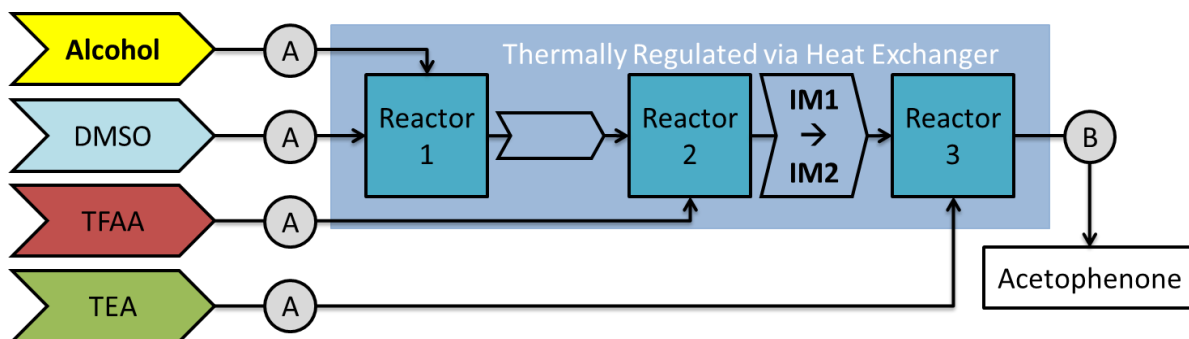 Alcohol
A
Thermally Regulated via Heat Exchanger
DMSO
A
Reactor
1
Reactor
2
IM1
→
IM2
Reactor
3
B
TFAA
A
TEA
A
Acetophenone